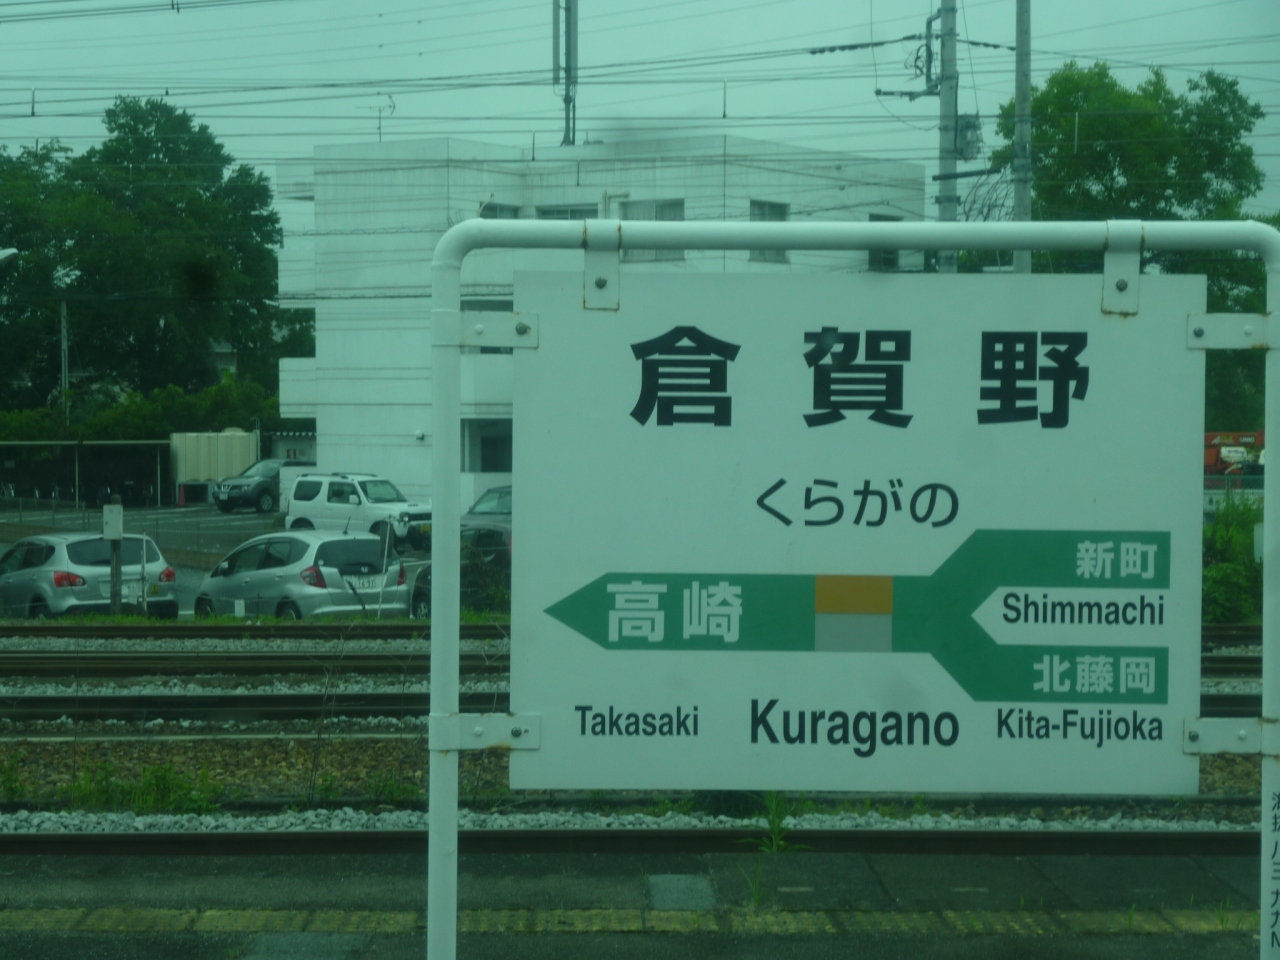 倉賀野
くらがの
新町
高崎
Shimmachi
北藤岡
Takasaki
Kuragano
Kita-Fujioka